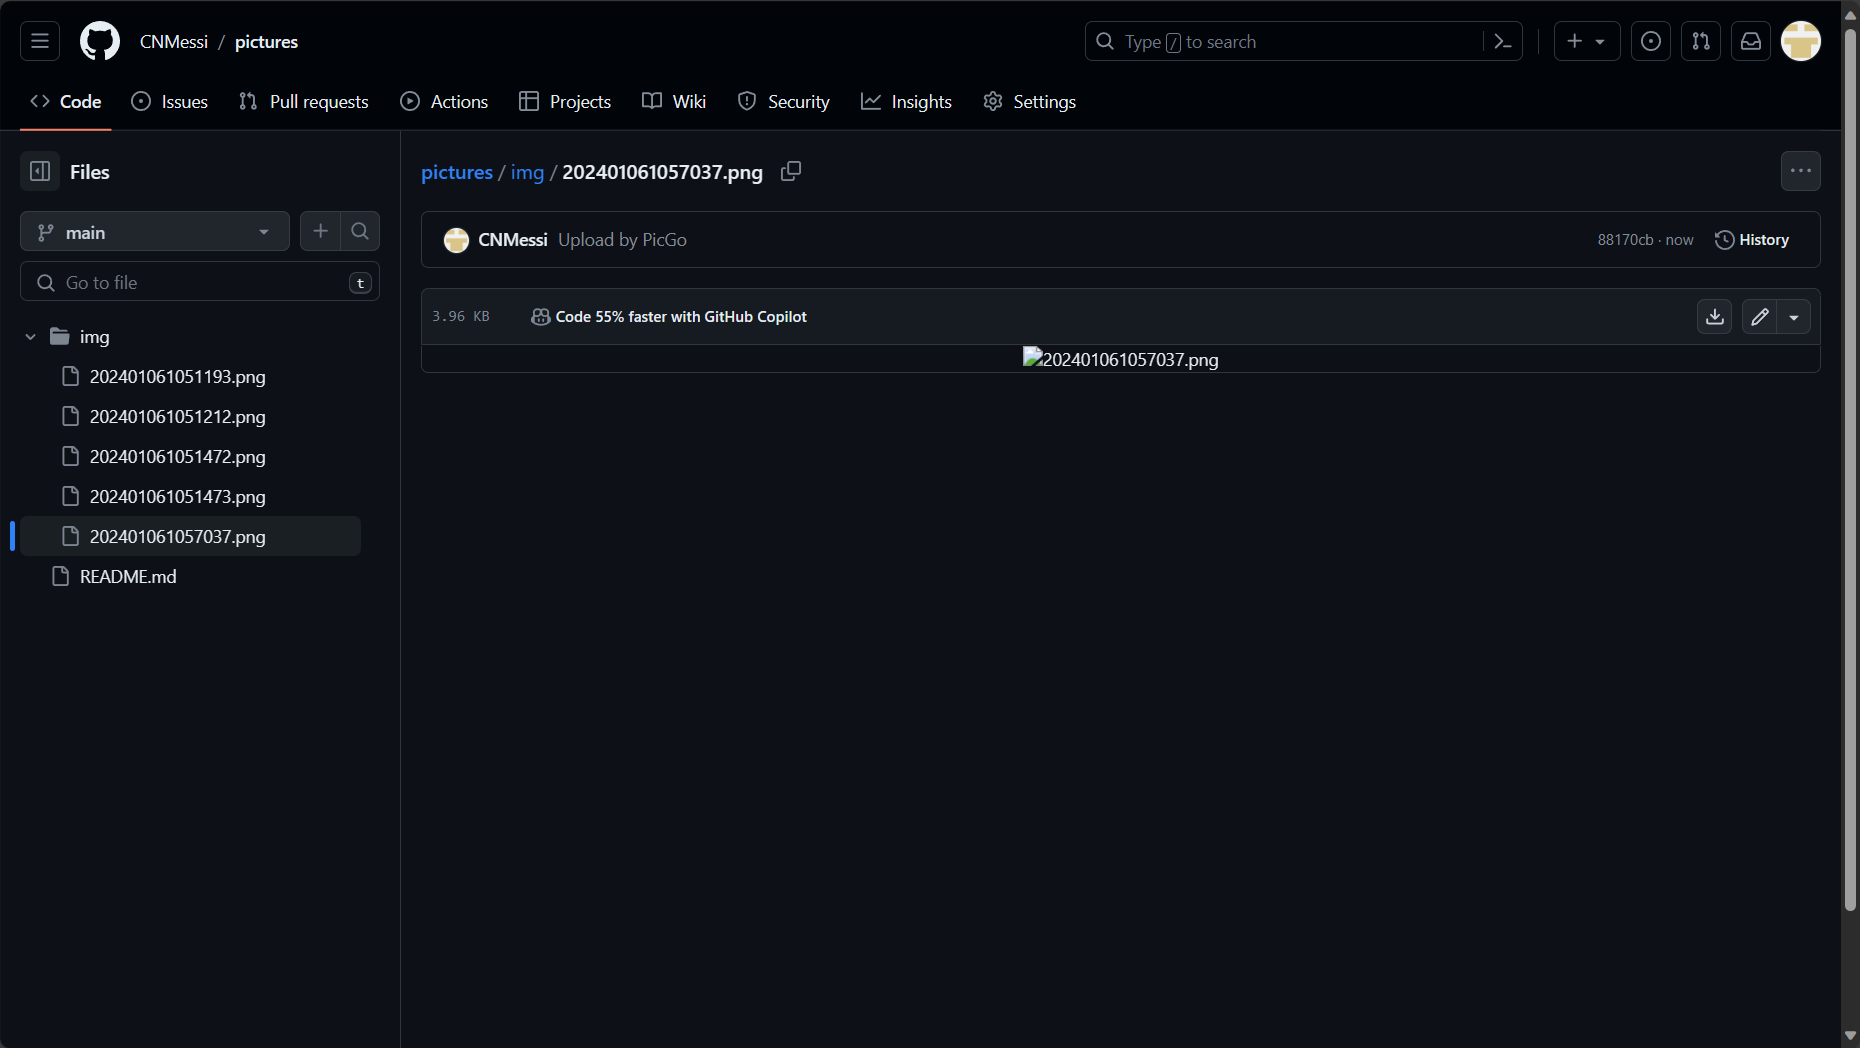 CNMessi / pictures
Type / to search
Code Issues Pull requests Actions Projects Wiki Security Insights Settings
Files
main
Go to file t
img
202401061051193.png
202401061051212.png
202401061051472.png
202401061051473.png
202401061057037.png
README.md
pictures / img / 202401061057037.png
CNMessi Upload by PicGo
88170cb · now History
3.96 KB Code 55% faster with GitHub Copilot
202401061057037.png